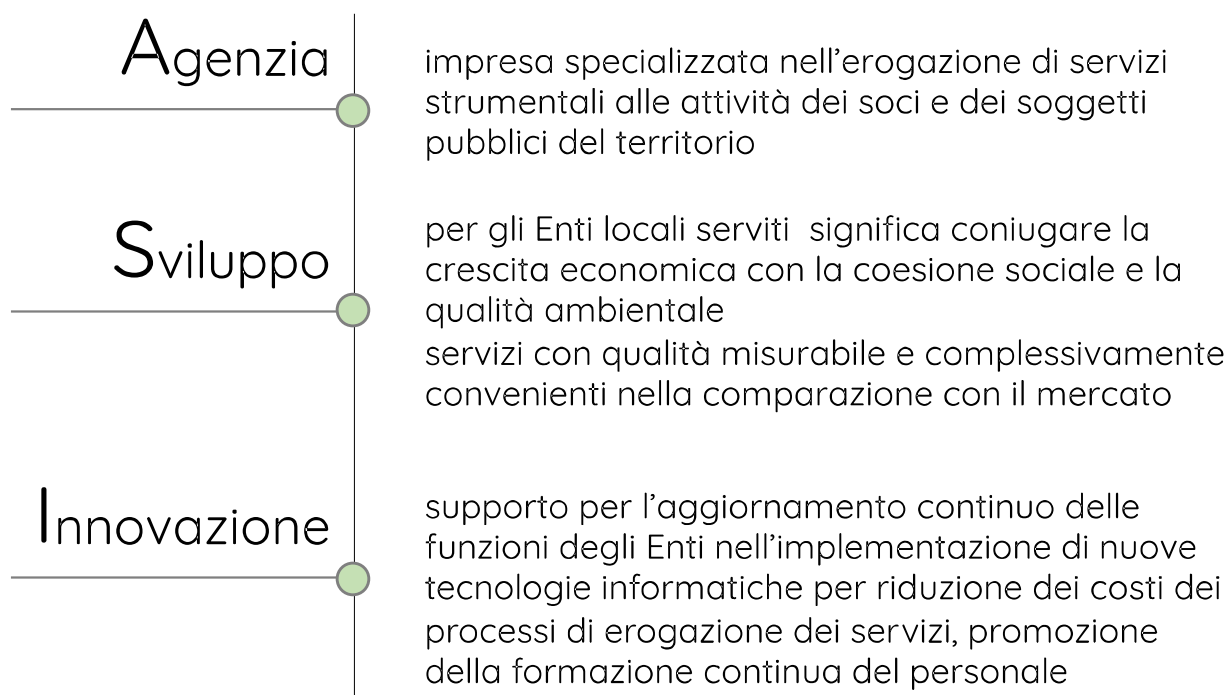 Agenzia
impresa specializzata nell’erogazione di servizi
strumentali alle attività dei soci e dei soggetti
pubblici del territorio
Sviluppo
per gli Enti locali serviti  significa coniugare la
crescita economica con la coesione sociale e la
qualità ambientale
servizi con qualità misurabile e complessivamente
convenienti nella comparazione con il mercato
Innovazione
supporto per l’aggiornamento continuo delle
funzioni degli Enti nell’implementazione di nuove
tecnologie informatiche per riduzione dei costi dei
processi di erogazione dei servizi, promozione
della formazione continua del personale